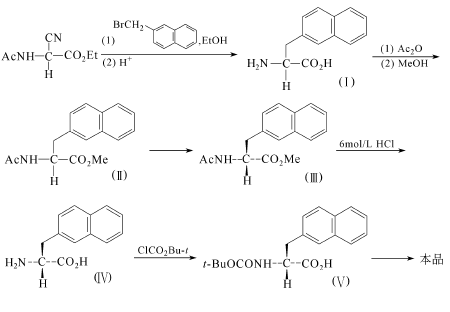 CN
BrCH₂
AcNH C CO₂Et
H
(1) ,EtOH
(2) H⁺
H₂N C CO₂H
H
(Ⅰ)
(1) Ac₂O
(2) MeOH
AcNH C CO₂Me
H
(Ⅱ)
AcNH C CO₂Me
H
(Ⅲ)
6mol/L HCl
H₂N C CO₂H
H
(Ⅳ)
ClCO₂Bu-t
t-BuOCONH C CO₂H
H
(Ⅴ)
本品